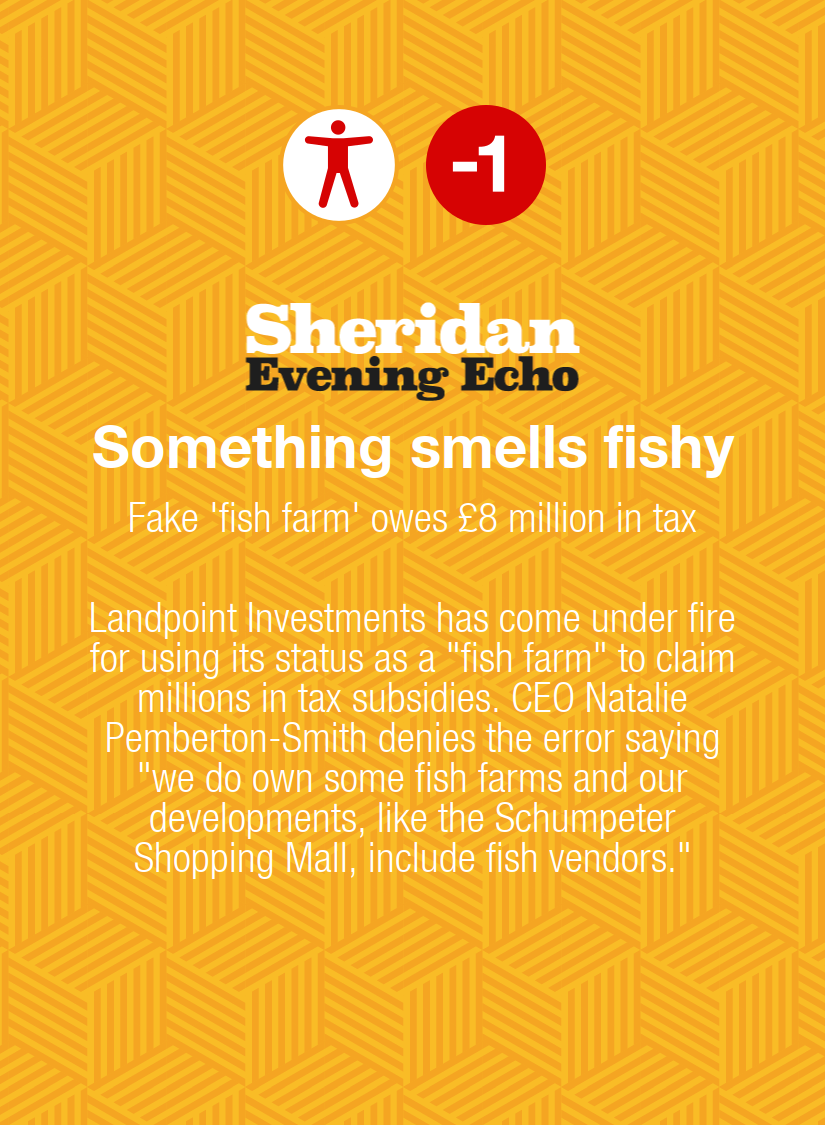 -1
Sheridan
Evening Echo
Something smells fishy
Fake 'fish farm' owes £8 million in tax
Landpoint Investments has come under fire
for using its status as a "fish farm" to claim
millions in tax subsidies. CEO Natalie
Pemberton-Smith denies the error saying
"we do own some fish farms and our
developments, like the Schumpeter
Shopping Mall, include fish vendors."